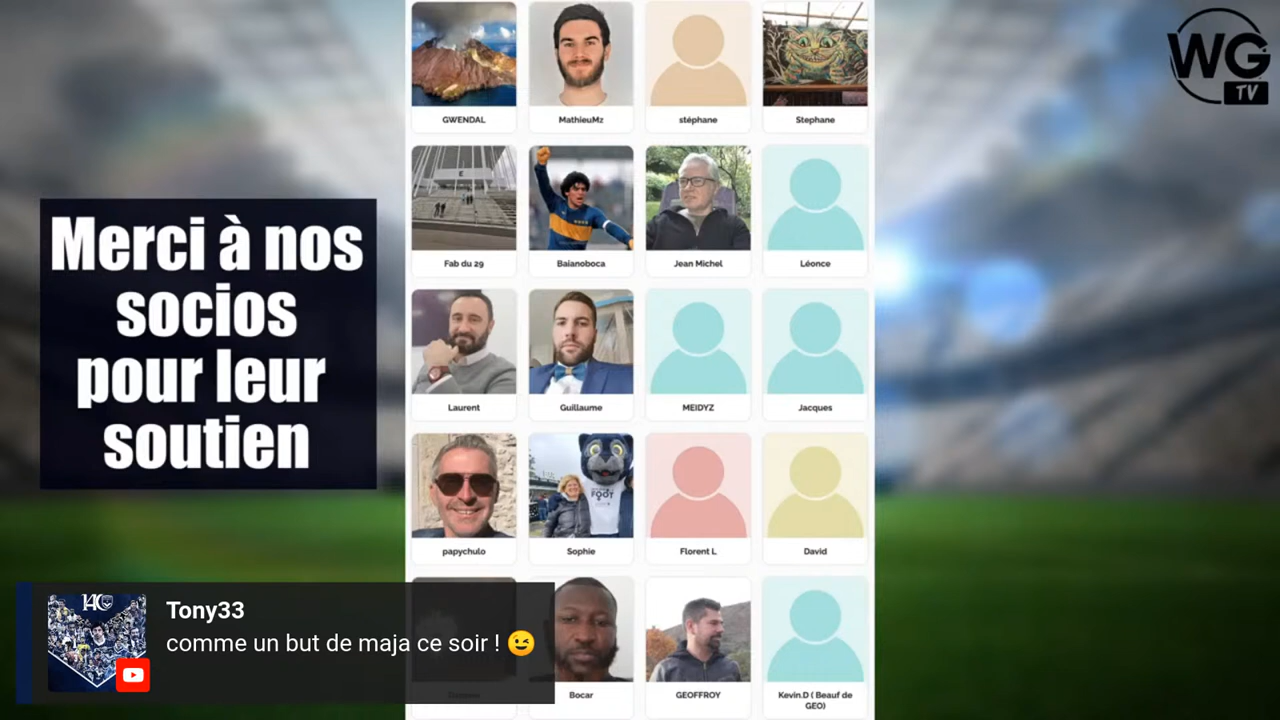 WG
TV
GWENDAL
MathieuMz
stéphane
Stephane
Fab du 29
Baianoboca
Jean Michel
Léonce
Merci à nos
socios
pour leur
soutien
Laurent
Guillaume
MEIDYZ
Jacques
papychulo
Sophie
Florent L
David
FOOT
140
Tony33
comme un but de maja ce soir ! 😉
Bocar
GEOFFROY
Kevin.D ( Beauf de
GEO)